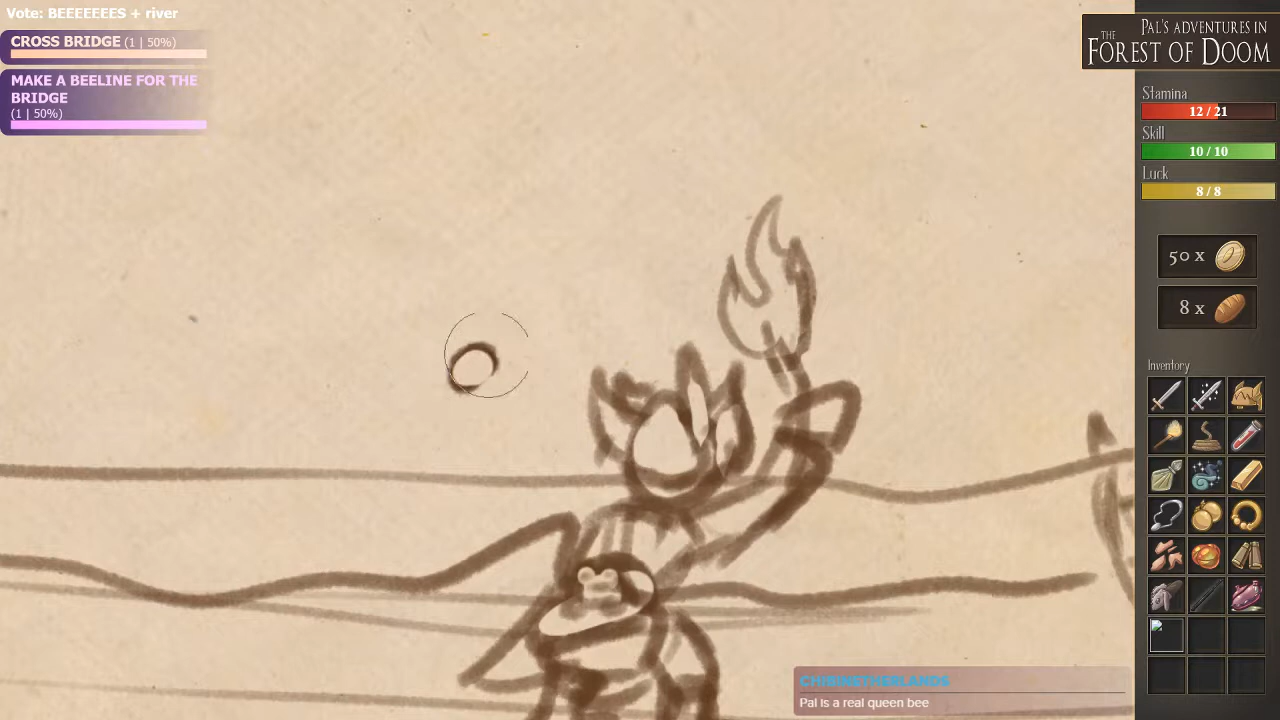 Vote: BEEEEEEES + river
CROSS BRIDGE (1 | 50%)
MAKE A BEELINE FOR THE
BRIDGE
(1 | 50%)
PAL'S ADVENTURES IN
THE FOREST OF DOOM
Stamina
12 / 21
Skill
10 / 10
Luck
8 / 8
50 x
8 x
Inventory
CHIBINETHERLANDS
Pal is a real queen bee